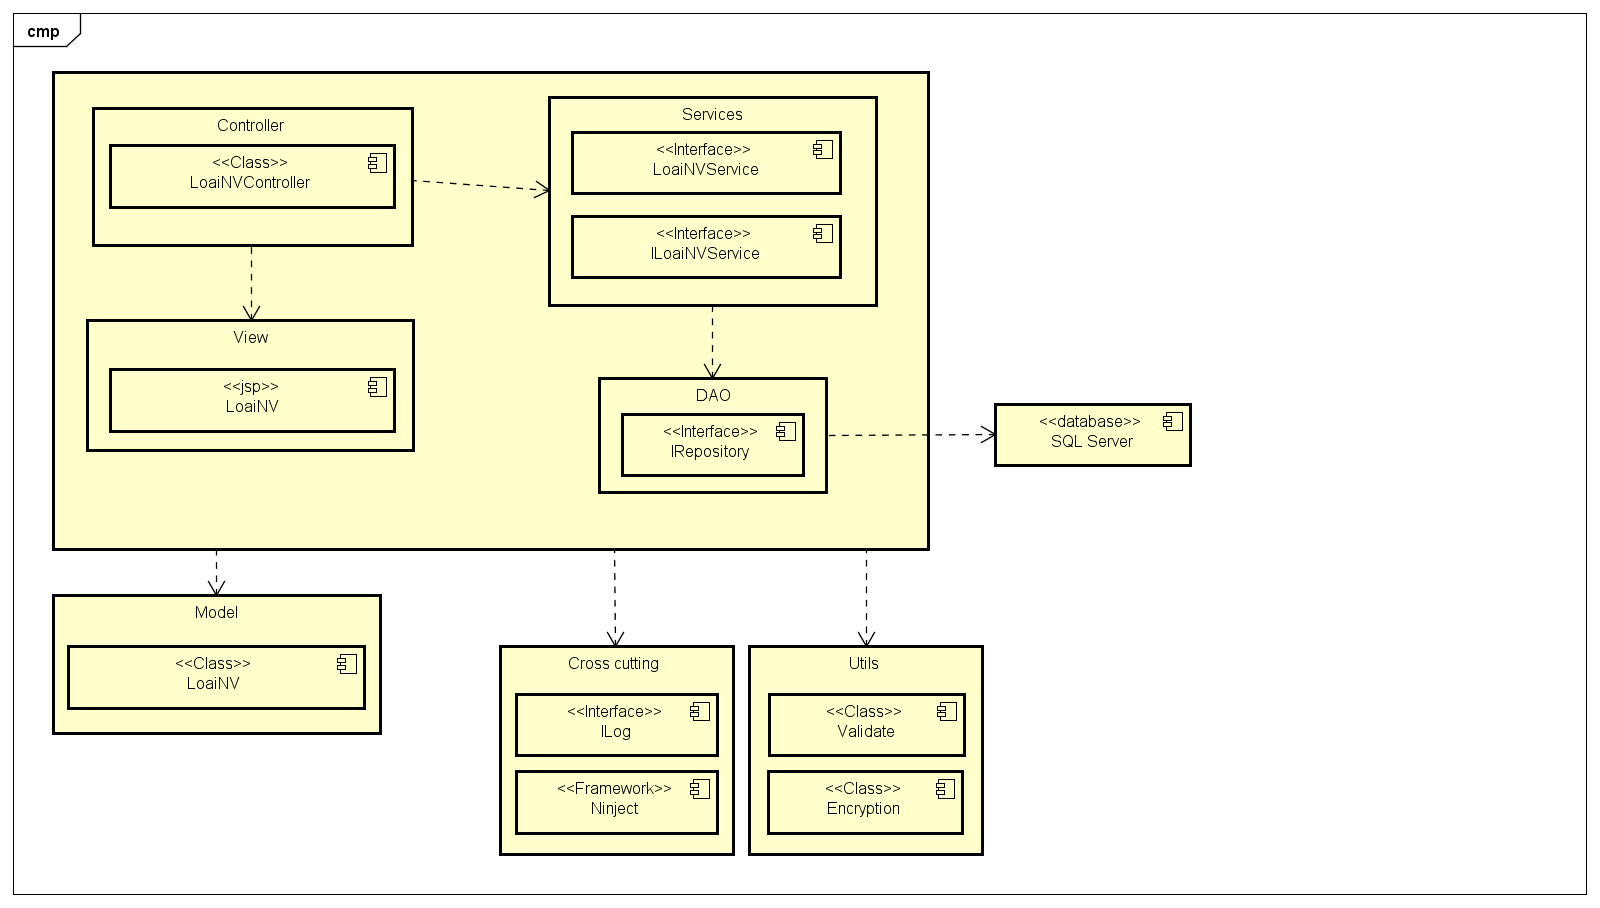 cmp
Controller
<<Class>>
LoaiNVController
Services
<<Interface>>
LoaiNVService
<<Interface>>
ILoaiNVService
View
<<jsp>>
LoaiNV
DAO
<<Interface>>
IRepository
<<database>>
SQL Server
Model
<<Class>>
LoaiNV
Cross cutting
<<Interface>>
ILog
<<Framework>>
Ninject
Utils
<<Class>>
Validate
<<Class>>
Encryption